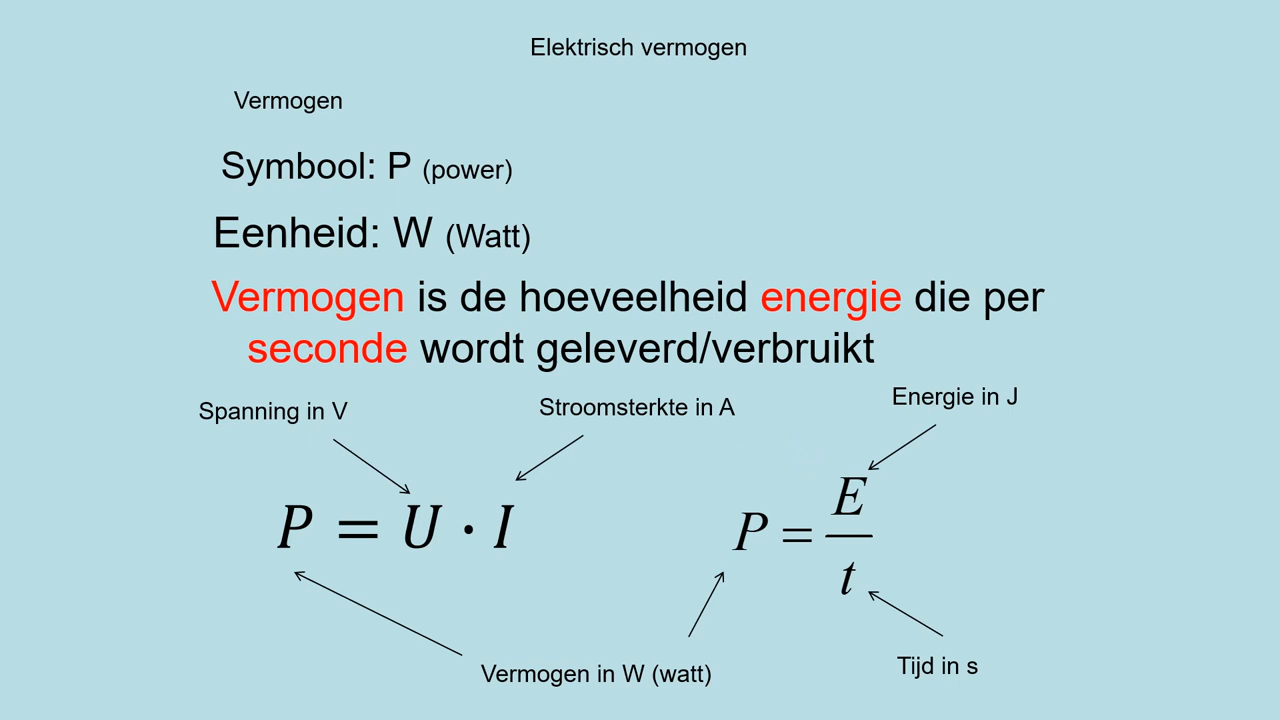 Elektrisch vermogen
Vermogen
Symbool: P (power)
Eenheid: W (Watt)
Vermogen is de hoeveelheid energie die per
seconde wordt geleverd/verbruikt
Spanning in V
Stroomsterkte in A
Energie in J
P = U · I
P = E / t
Vermogen in W (watt)
Tijd in s